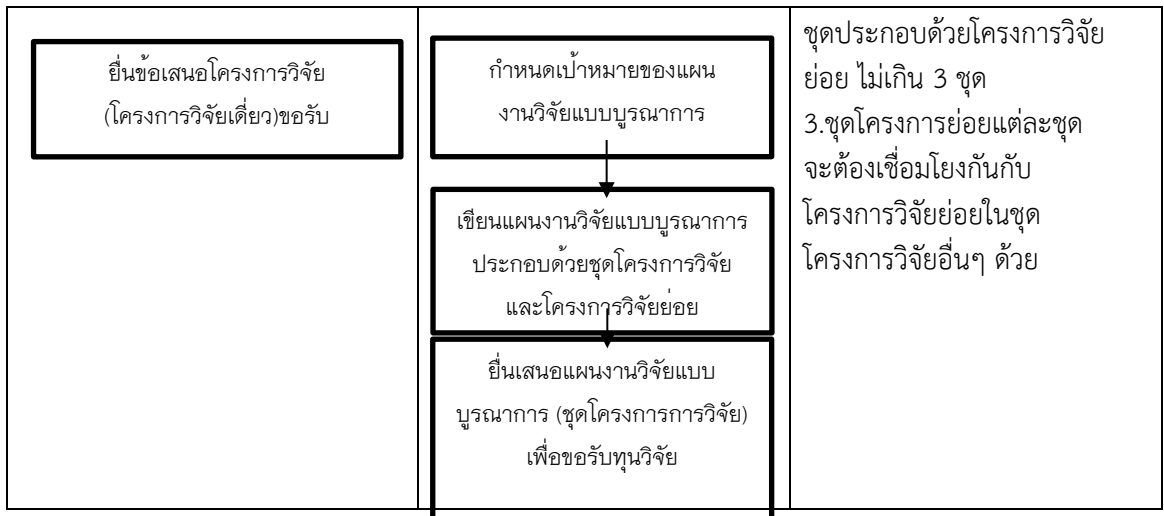 ยื่นข้อเสนอโครงการวิจัย
(โครงการวิจัยเดี่ยว)ขอรับ
กำหนดเป้าหมายของแผน
งานวิจัยแบบบูรณาการ
เขียนแผนงานวิจัยแบบบูรณาการ
ประกอบด้วยชุดโครงการวิจัย
และโครงการวิจัยย่อย
ยื่นเสนอแผนงานวิจัยแบบ
บูรณาการ (ชุดโครงการการวิจัย)
เพื่อขอรับทุนวิจัย
ชุดประกอบด้วยโครงการวิจัย
ย่อย ไม่เกิน 3 ชุด
3.ชุดโครงการย่อยแต่ละชุด
จะต้องเชื่อมโยงกันกับ
โครงการวิจัยย่อยในชุด
โครงการวิจัยอื่นๆ ด้วย